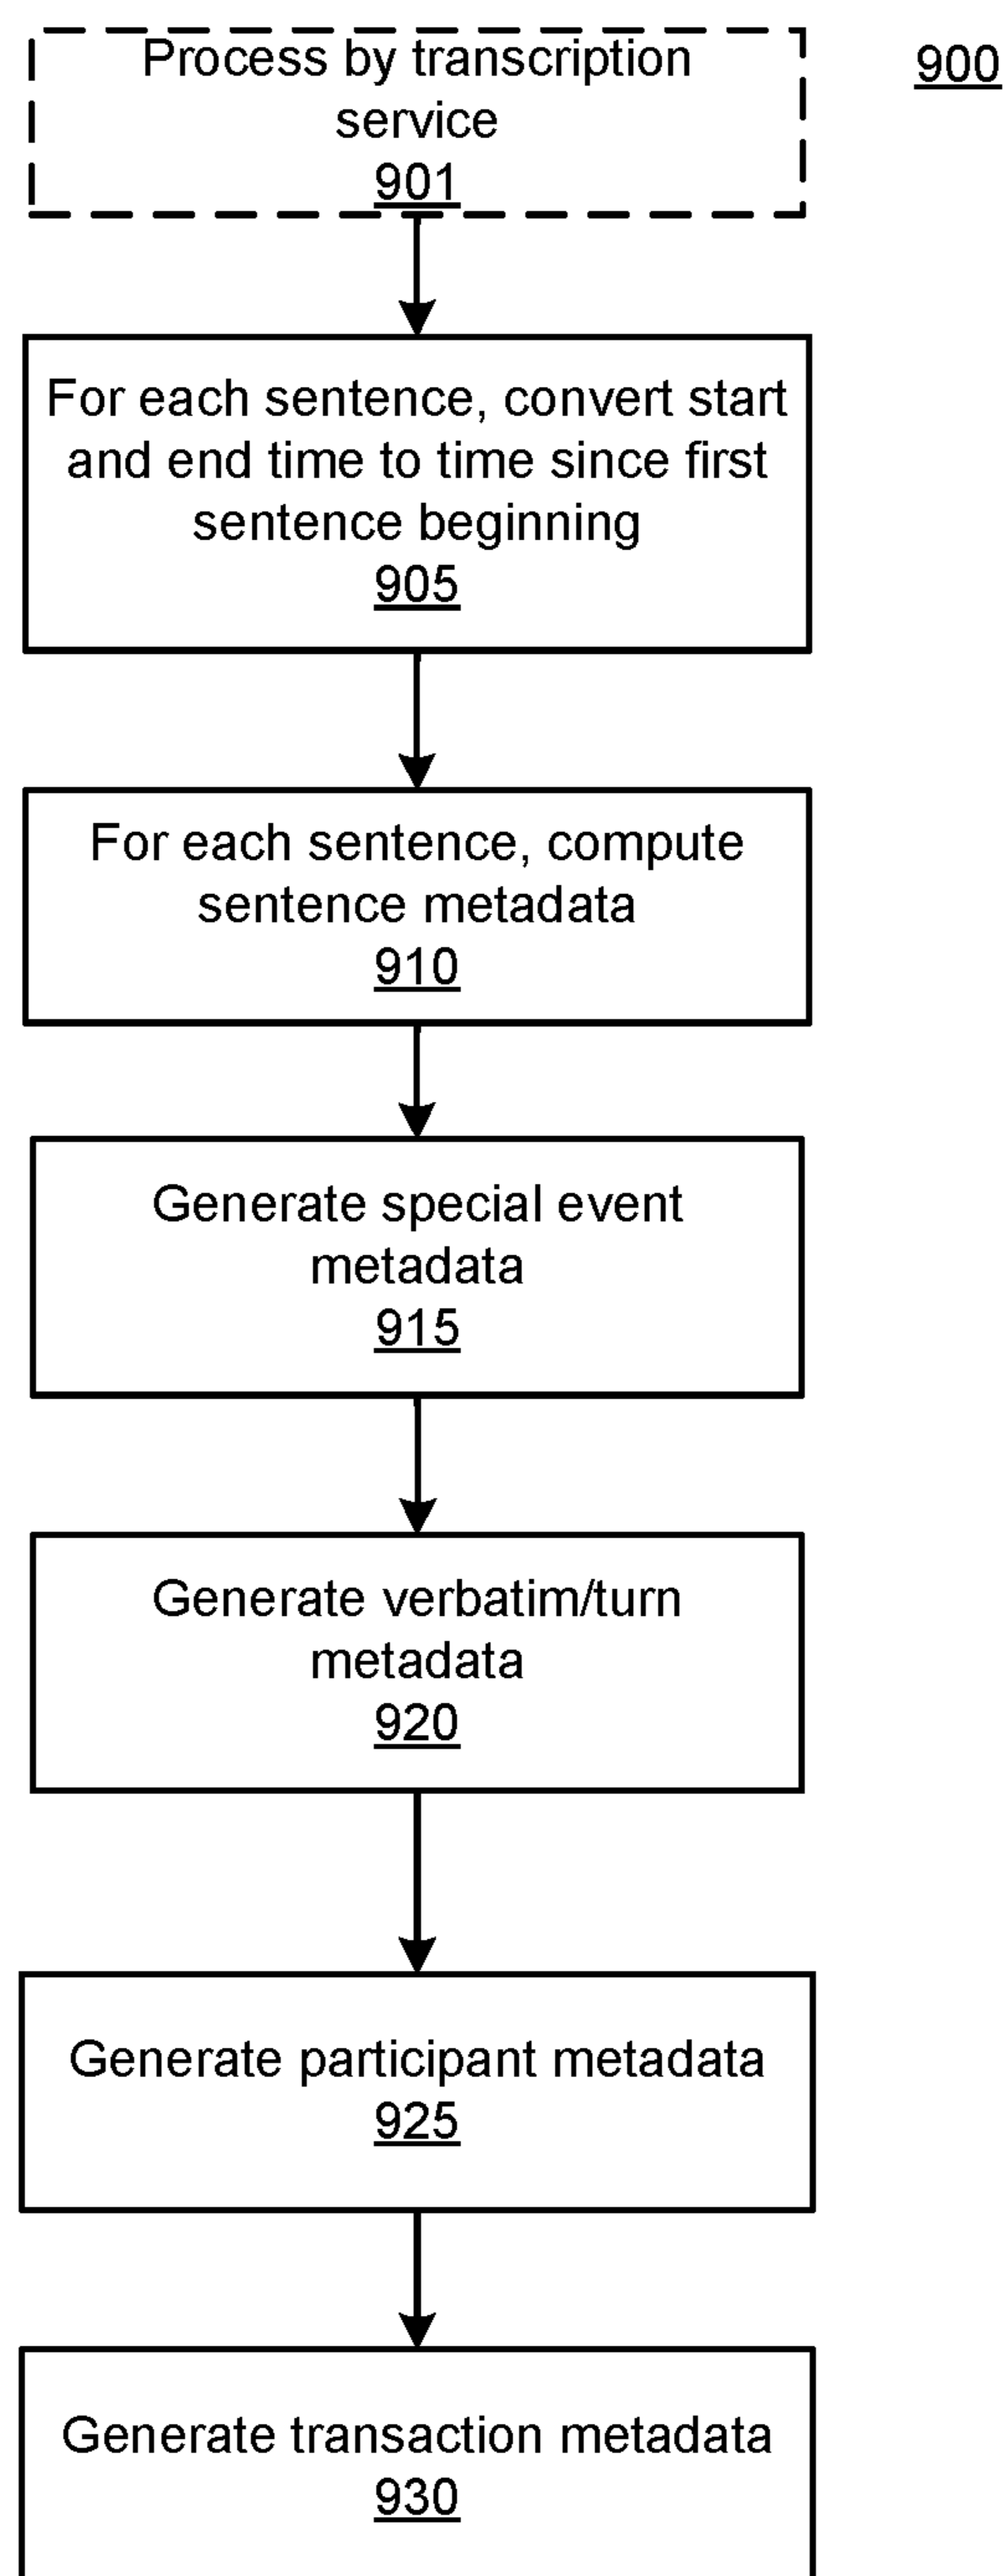 Process by transcription
service
901
900
For each sentence, convert start
and end time to time since first
sentence beginning
905
For each sentence, compute
sentence metadata
910
Generate special event
metadata
915
Generate verbatim/turn
metadata
920
Generate participant metadata
925
Generate transaction metadata
930